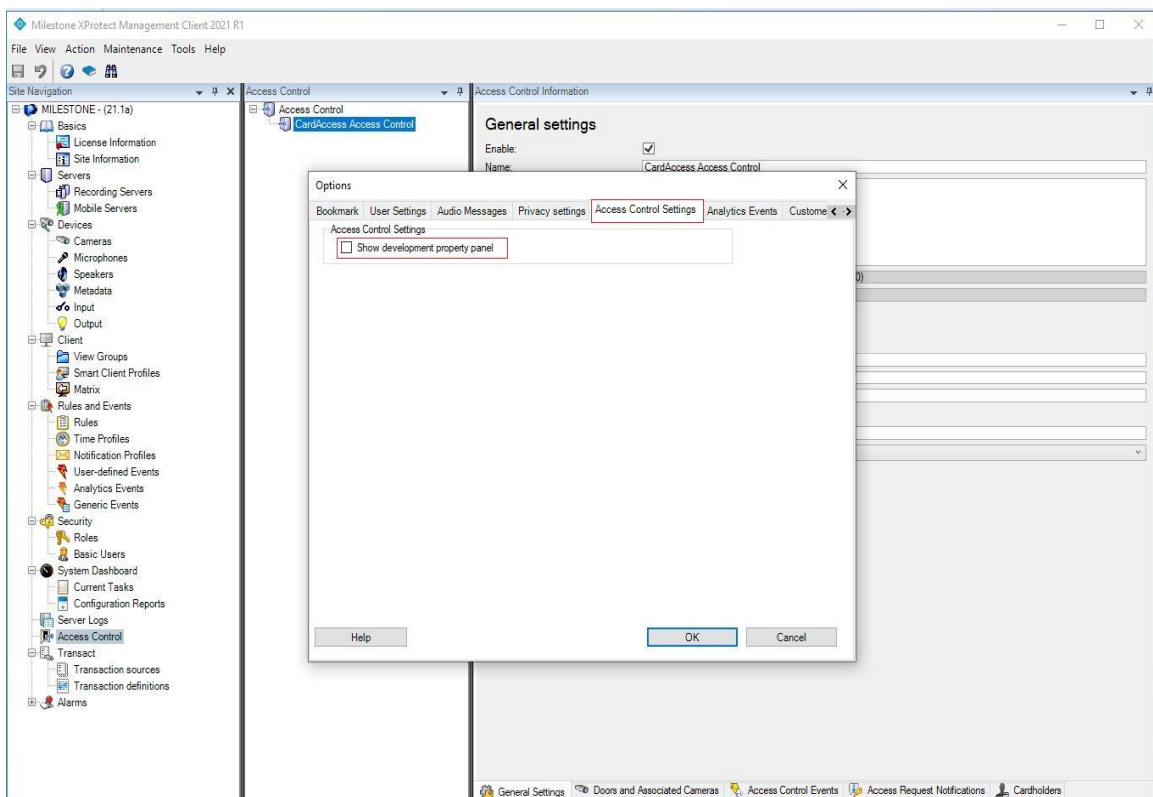 Milestone XProtect Management Client 2021 R1
File View Action Maintenance Tools Help
Site Navigation
MILESTONE - (21.1a)
Basics
License Information
Site Information
Servers
Recording Servers
Mobile Servers
Devices
Cameras
Microphones
Speakers
Metadata
Input
Output
Client
View Groups
Smart Client Profiles
Matrix
Rules and Events
Rules
Time Profiles
Notification Profiles
User-defined Events
Analytics Events
Generic Events
Security
Roles
Basic Users
System Dashboard
Current Tasks
Configuration Reports
Server Logs
Access Control
Transact
Transaction sources
Transaction definitions
Alarms
Access Control
Access Control
CardAccess Access Control
Access Control Information
General settings
Enable:
Name: CardAccess Access Control
0)
Options
Bookmark User Settings Audio Messages Privacy settings Access Control Settings Analytics Events Custome
Access Control Settings
Show development property panel
Help OK Cancel
General Settings Doors and Associated Cameras Access Control Events Access Request Notifications Cardholders